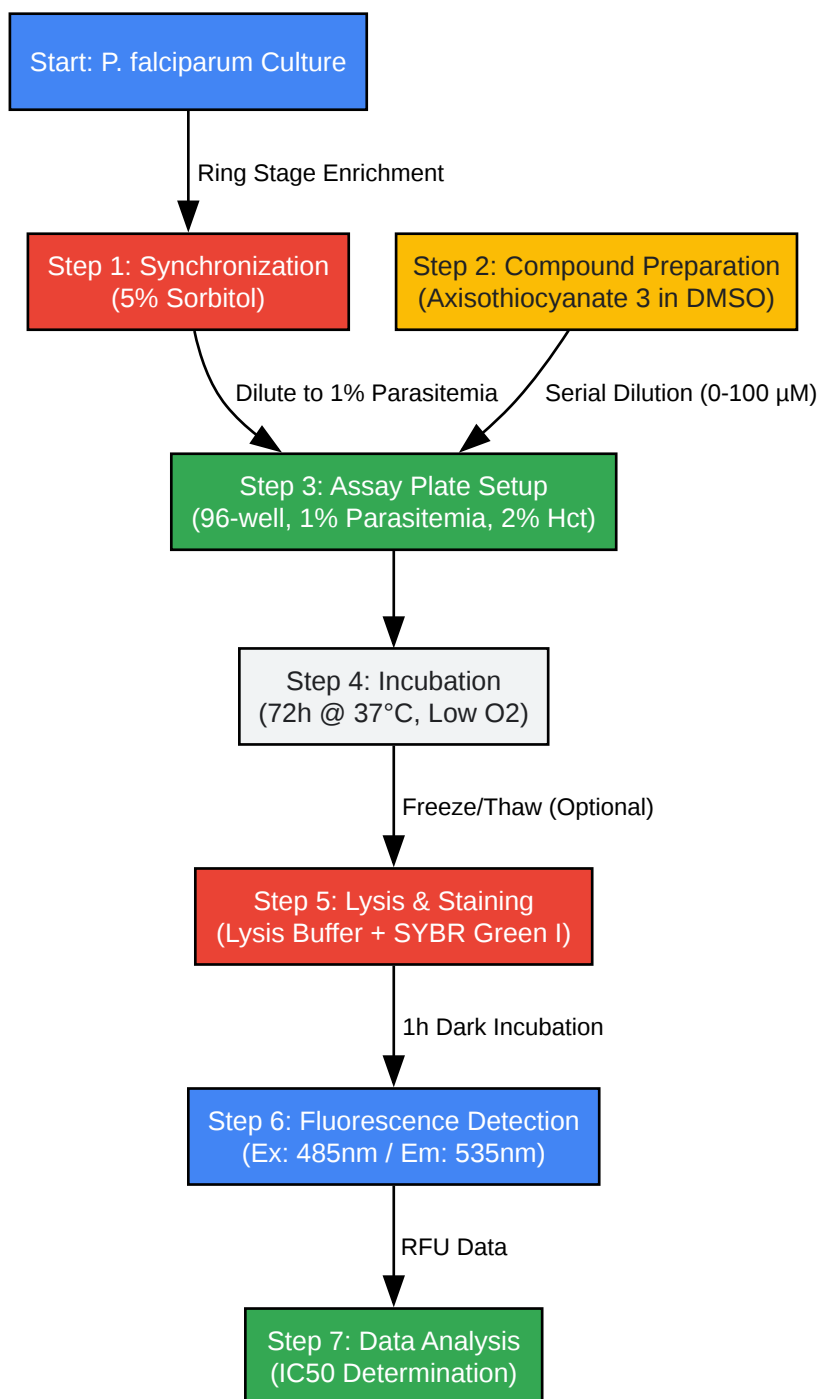 Start: P. falciparum Culture
Ring Stage Enrichment
Step 1: Synchronization
(5% Sorbitol)
Step 2: Compound Preparation
(Axisothiocyanate 3 in DMSO)
Dilute to 1% Parasitemia
Serial Dilution (0-100 µM)
Step 3: Assay Plate Setup
(96-well, 1% Parasitemia, 2% Hct)
Step 4: Incubation
(72h @ 37°C, Low O2)
Freeze/Thaw (Optional)
Step 5: Lysis & Staining
(Lysis Buffer + SYBR Green I)
1h Dark Incubation
Step 6: Fluorescence Detection
(Ex: 485nm / Em: 535nm)
RFU Data
Step 7: Data Analysis
(IC50 Determination)